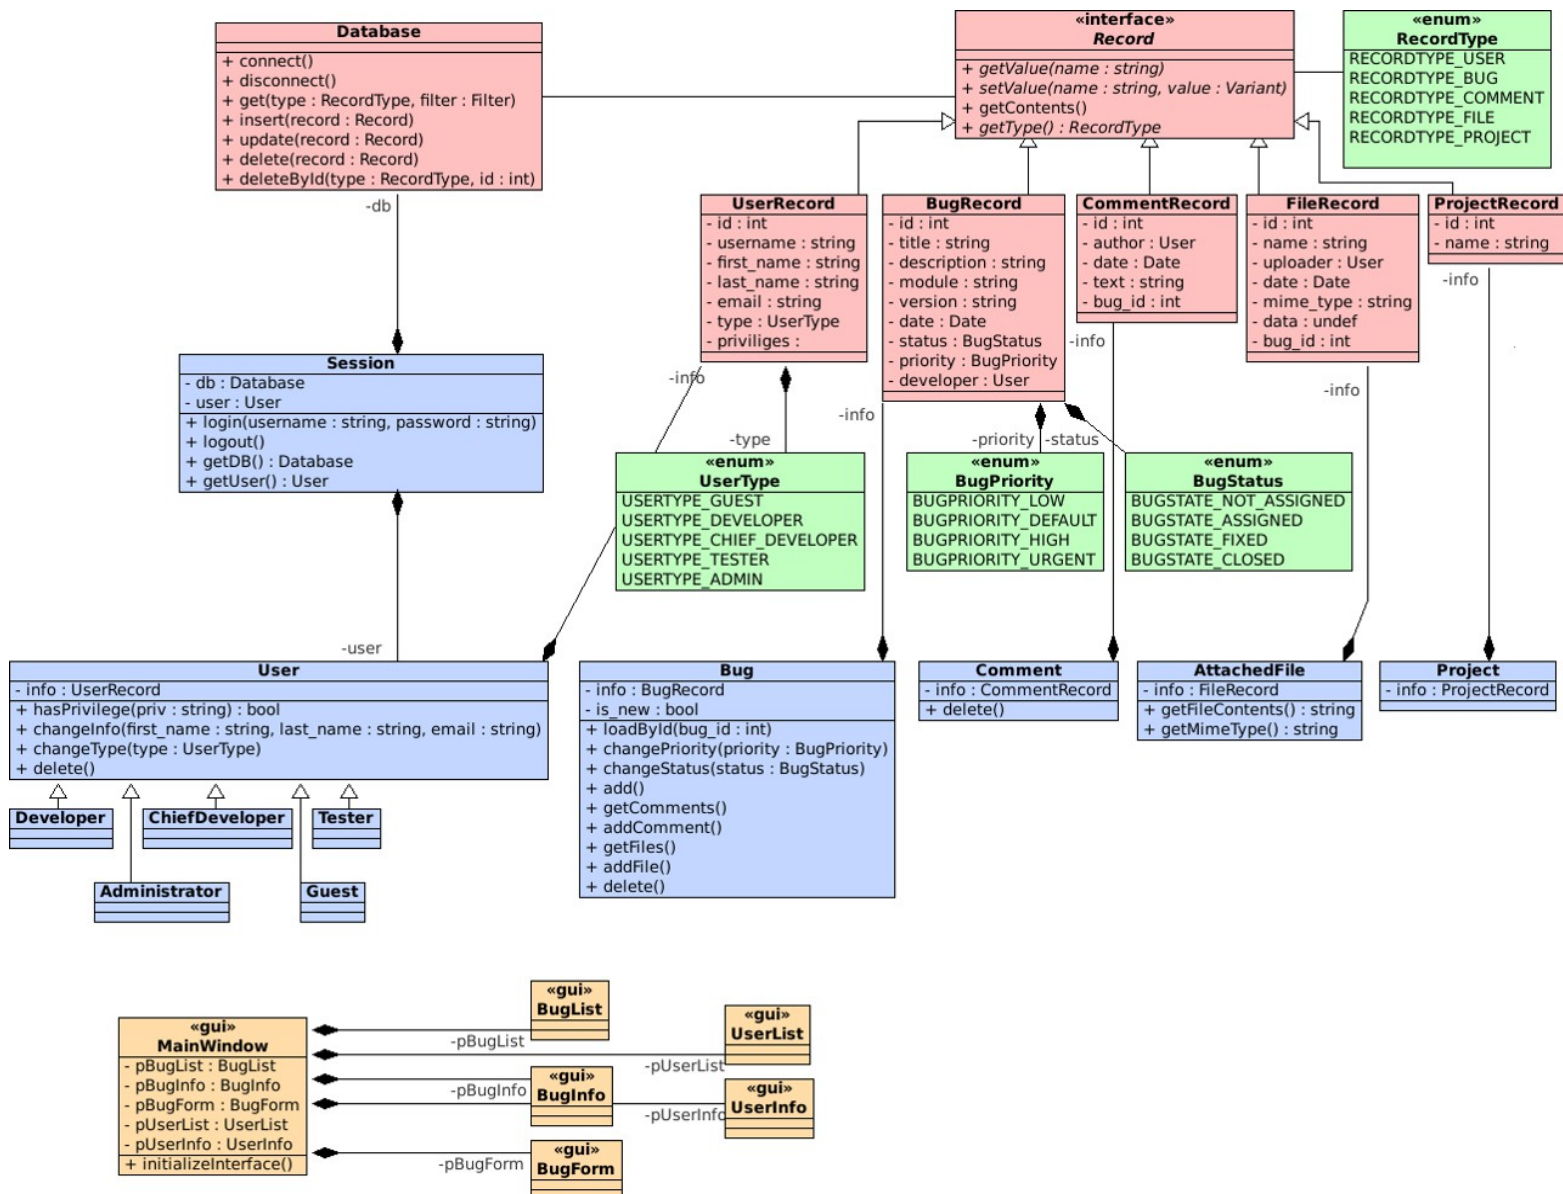 Database
+ connect()
+ disconnect()
+ get(type : RecordType, filter : Filter)
+ insert(record : Record)
+ update(record : Record)
+ delete(record : Record)
+ deleteById(type : RecordType, id : int)
«interface»
Record
+ getValue(name : string)
+ setValue(name : string, value : Variant)
+ getContents()
+ getType() : RecordType
«enum»
RecordType
RECORDTYPE_USER
RECORDTYPE_BUG
RECORDTYPE_COMMENT
RECORDTYPE_FILE
RECORDTYPE_PROJECT
-db
UserRecord
- id : int
- username : string
- first_name : string
- last_name : string
- email : string
- type : UserType
- priviliges :
BugRecord
- id : int
- title : string
- description : string
- module : string
- version : string
- date : Date
- status : BugStatus
- priority : BugPriority
- developer : User
CommentRecord
- id : int
- author : User
- date : Date
- text : string
- bug_id : int
FileRecord
- id : int
- name : string
- uploader : User
- date : Date
- mime_type : string
- data : undef
- bug_id : int
ProjectRecord
- id : int
- name : string
-info
-info
-info
-info
-info
Session
- db : Database
- user : User
+ login(username : string, password : string)
+ logout()
+ getDB() : Database
+ getUser() : User
-type
-priority
-status
«enum»
UserType
USERTYPE_GUEST
USERTYPE_DEVELOPER
USERTYPE_CHIEF_DEVELOPER
USERTYPE_TESTER
USERTYPE_ADMIN
«enum»
BugPriority
BUGPRIORITY_LOW
BUGPRIORITY_DEFAULT
BUGPRIORITY_HIGH
BUGPRIORITY_URGENT
«enum»
BugStatus
BUGSTATE_NOT_ASSIGNED
BUGSTATE_ASSIGNED
BUGSTATE_FIXED
BUGSTATE_CLOSED
-user
User
- info : UserRecord
+ hasPrivilege(priv : string) : bool
+ changeInfo(first_name : string, last_name : string, email : string)
+ changeType(type : UserType)
+ delete()
Bug
- info : BugRecord
- is_new : bool
+ loadById(bug_id : int)
+ changePriority(priority : BugPriority)
+ changeStatus(status : BugStatus)
+ add()
+ getComments()
+ addComment()
+ getFiles()
+ addFile()
+ delete()
Comment
- info : CommentRecord
+ delete()
AttachedFile
- info : FileRecord
+ getFileContents() : string
+ getMimeType() : string
Project
- info : ProjectRecord
Developer
ChiefDeveloper
Tester
Administrator
Guest
«gui»
MainWindow
- pBugList : BugList
- pBugInfo : BugInfo
- pBugForm : BugForm
- pUserList : UserList
- pUserInfo : UserInfo
+ initializeInterface()
-pBugList
«gui»
BugList
-pUserList
«gui»
UserList
-pBugInfo
«gui»
BugInfo
-pUserInfo
«gui»
UserInfo
-pBugForm
«gui»
BugForm